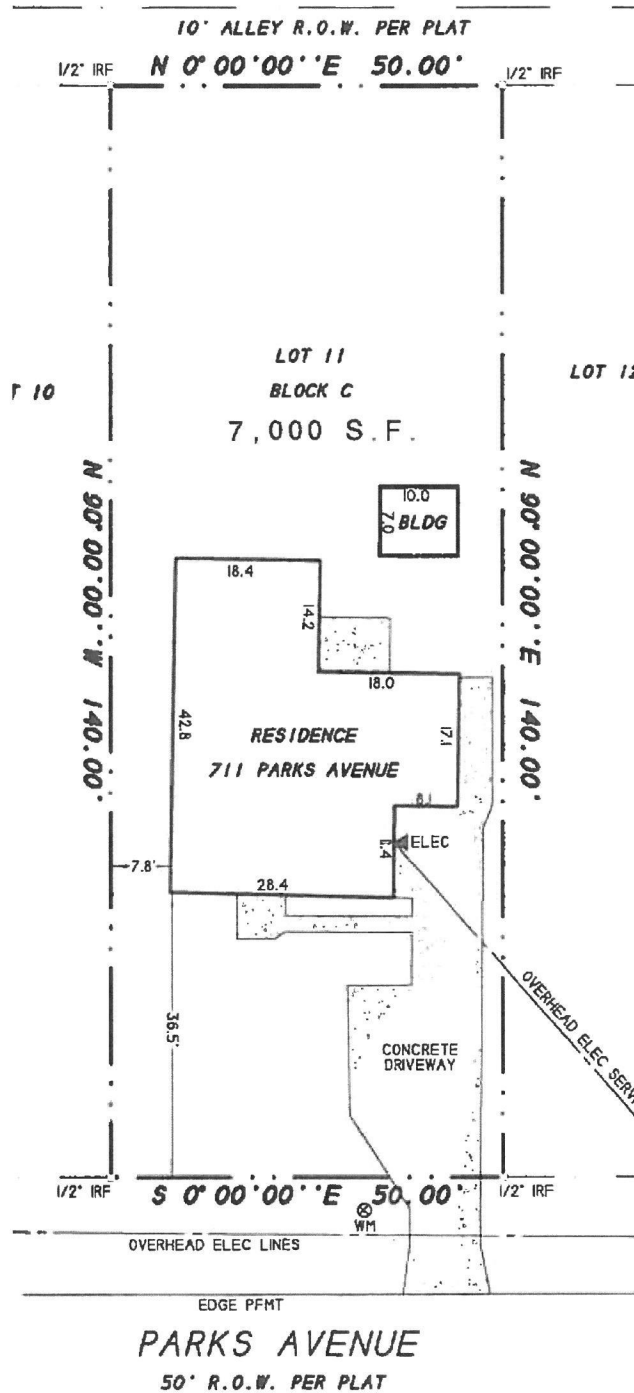 10' ALLEY R.O.W. PER PLAT
1/2" IRF
N 0°00'00''E 50.00'
1/2" IRF
LOT 11
BLOCK C
7,000 S.F.
T 10
LOT 12
N 90°00'00''W 140.00'
N 90°00'00''E 140.00'
10.0
7.0
BLDG
18.4
14.2
18.0
42.8
RESIDENCE
711 PARKS AVENUE
17.1
8.1
ELEC
7.8'
28.4
36.5'
OVERHEAD ELEC SERV
CONCRETE
DRIVEWAY
1/2" IRF
S 0°00'00''E 50.00'
1/2" IRF
WM
OVERHEAD ELEC LINES
EDGE PFMT
PARKS AVENUE
50' R.O.W. PER PLAT